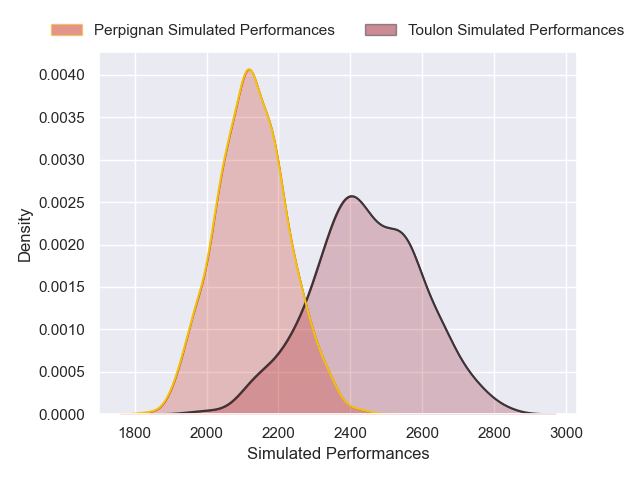 Perpignan Simulated Performances
Toulon Simulated Performances
0.0040
0.0035
0.0030
0.0025
0.0020
0.0015
0.0010
0.0005
0.0000
Density
1800 2000 2200 2400 2600 2800 3000
Simulated Performances